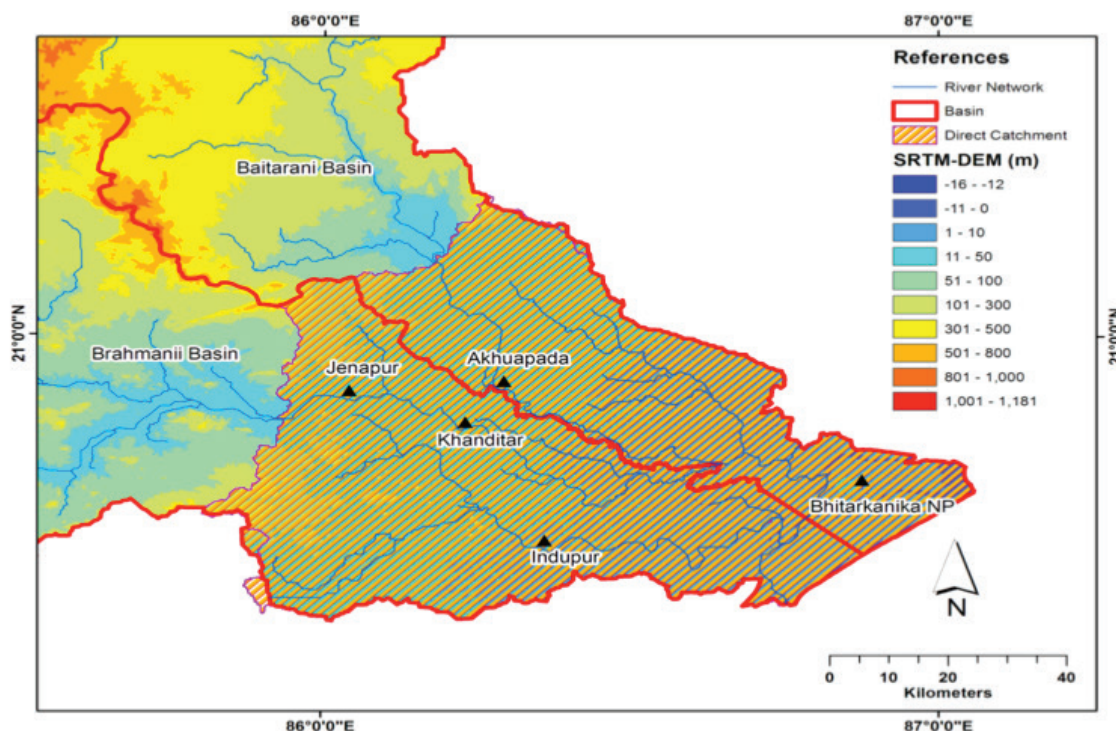 86°0'0"E
87°0'0"E
References
River Network
Basin
Direct Catchment
SRTM-DEM (m)
-16 - -12
-11 - 0
1 - 10
11 - 50
51 - 100
101 - 300
301 - 500
501 - 800
801 - 1,000
1,001 - 1,181
Baitarani Basin
21°0'0"N
21°0'0"N
Brahmanii Basin
Jenapur
Akhuapada
Khanditar
Bhitarkanika NP
Indupur
N
0 10 20 40
Kilometers
86°0'0"E
87°0'0"E